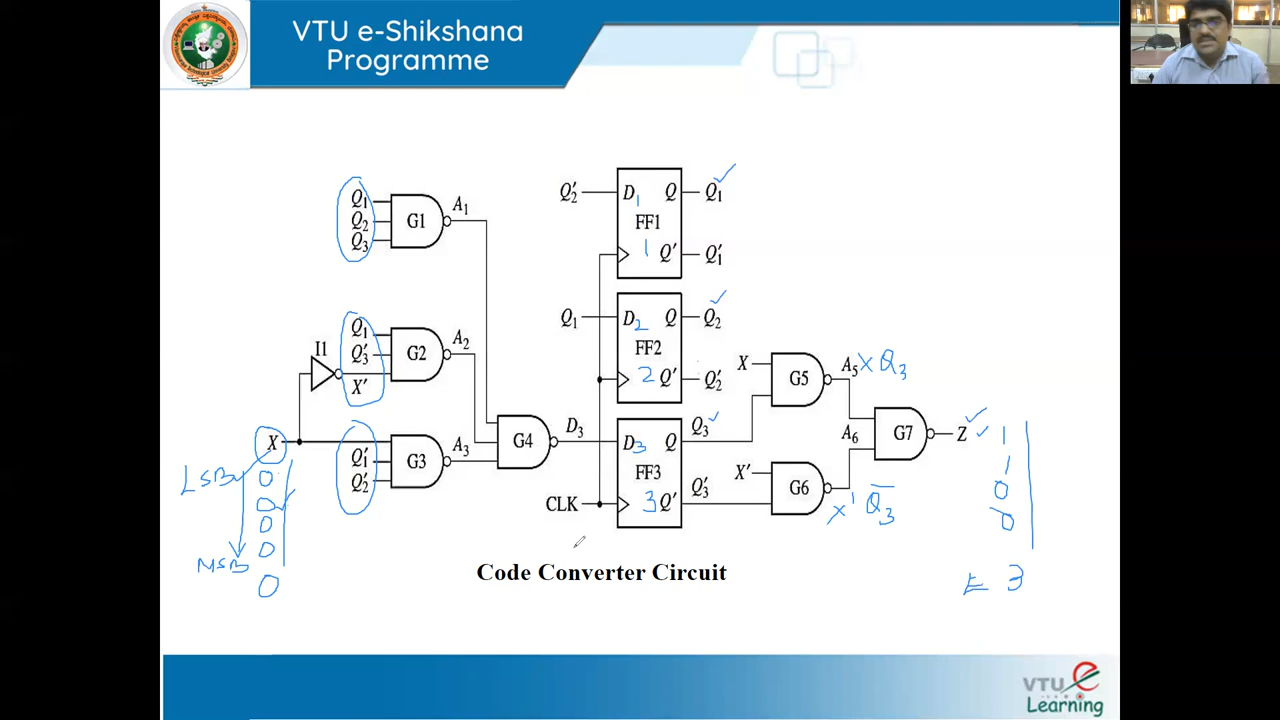 VTU e-Shikshana
Programme
Q1
Q2
Q3
G1
A1
Q2′
D1 Q
FF1
1 Q′
Q1
Q1′
Q1
Q3′
X′
I1
G2
A2
Q1
D2 Q
FF2
2 Q′
Q2
Q2′
X
G5
A5 X Q3
X
Q1′
Q2′
G3
A3
G4
D3
D3 Q
FF3
3 Q′
Q3
Q3′
CLK
X′
G6
A6
X′ Q̅3
G7
Z
LSB
MSB
0
0
0
0
0
1
1
0
0
3
Code Converter Circuit
VTU e
Learning